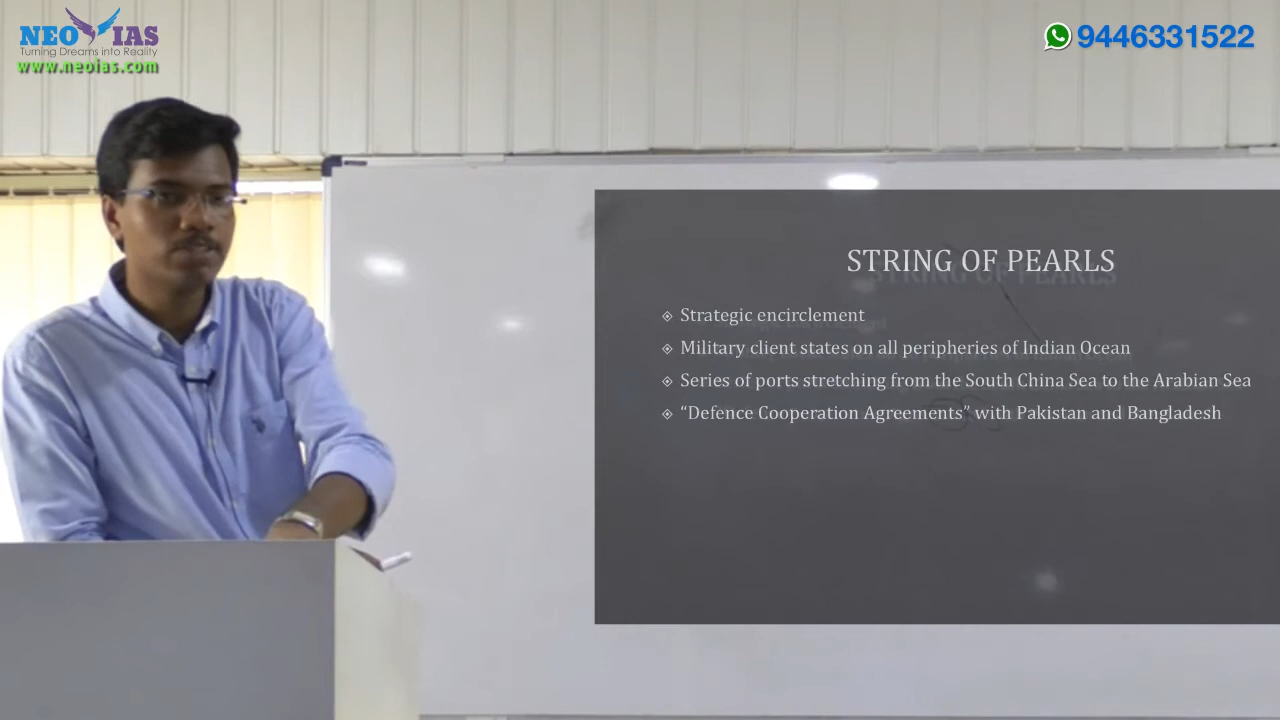 NEO IAS
Turning Dreams into Reality
www.neoias.com
9446331522
STRING OF PEARLS
Strategic encirclement
Military client states on all peripheries of Indian Ocean
Series of ports stretching from the South China Sea to the Arabian Sea
“Defence Cooperation Agreements” with Pakistan and Bangladesh